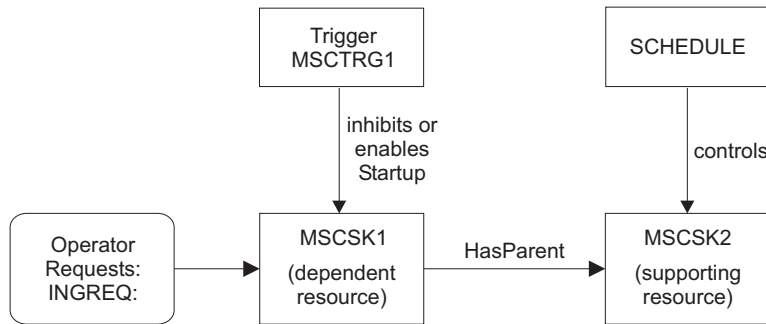 Trigger
MSCTRG1
SCHEDULE
inhibits or
enables
Startup
controls
Operator
Requests:
INGREQ:
MSCSK1
(dependent
resource)
HasParent
MSCSK2
(supporting
resource)